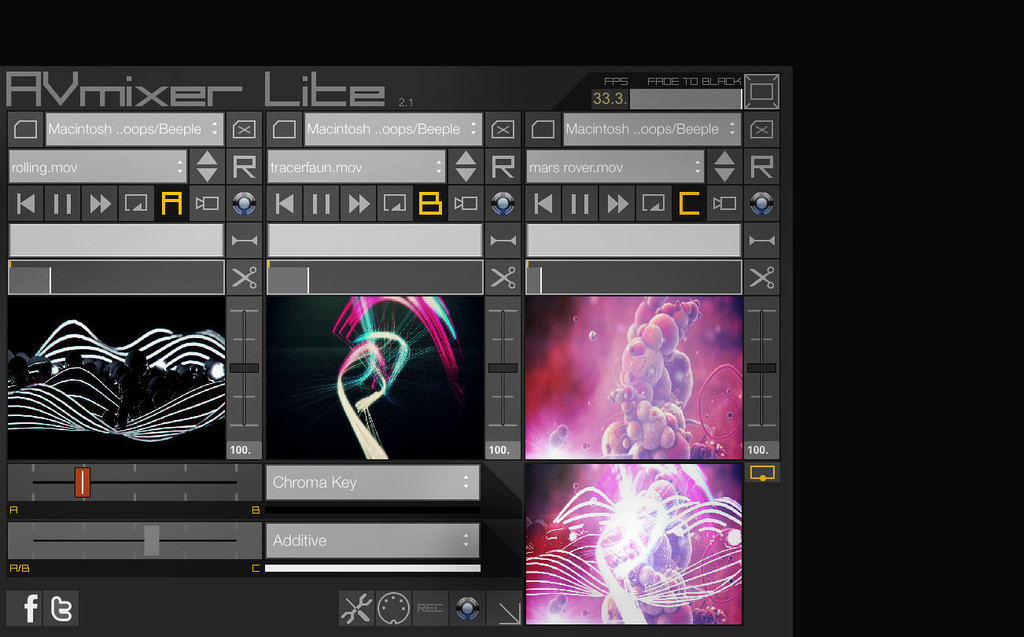 AVmixer Lite 2.1
FPS FADE TO BLACK
33.3.
Macintosh ..oops/Beeple Macintosh ..oops/Beeple Macintosh ..oops/Beeple
rolling.mov R tracerfaun.mov R mars rover.mov R
A B C
100. 100. 100.
Chroma Key
A B
Additive
A/B C
f t REC